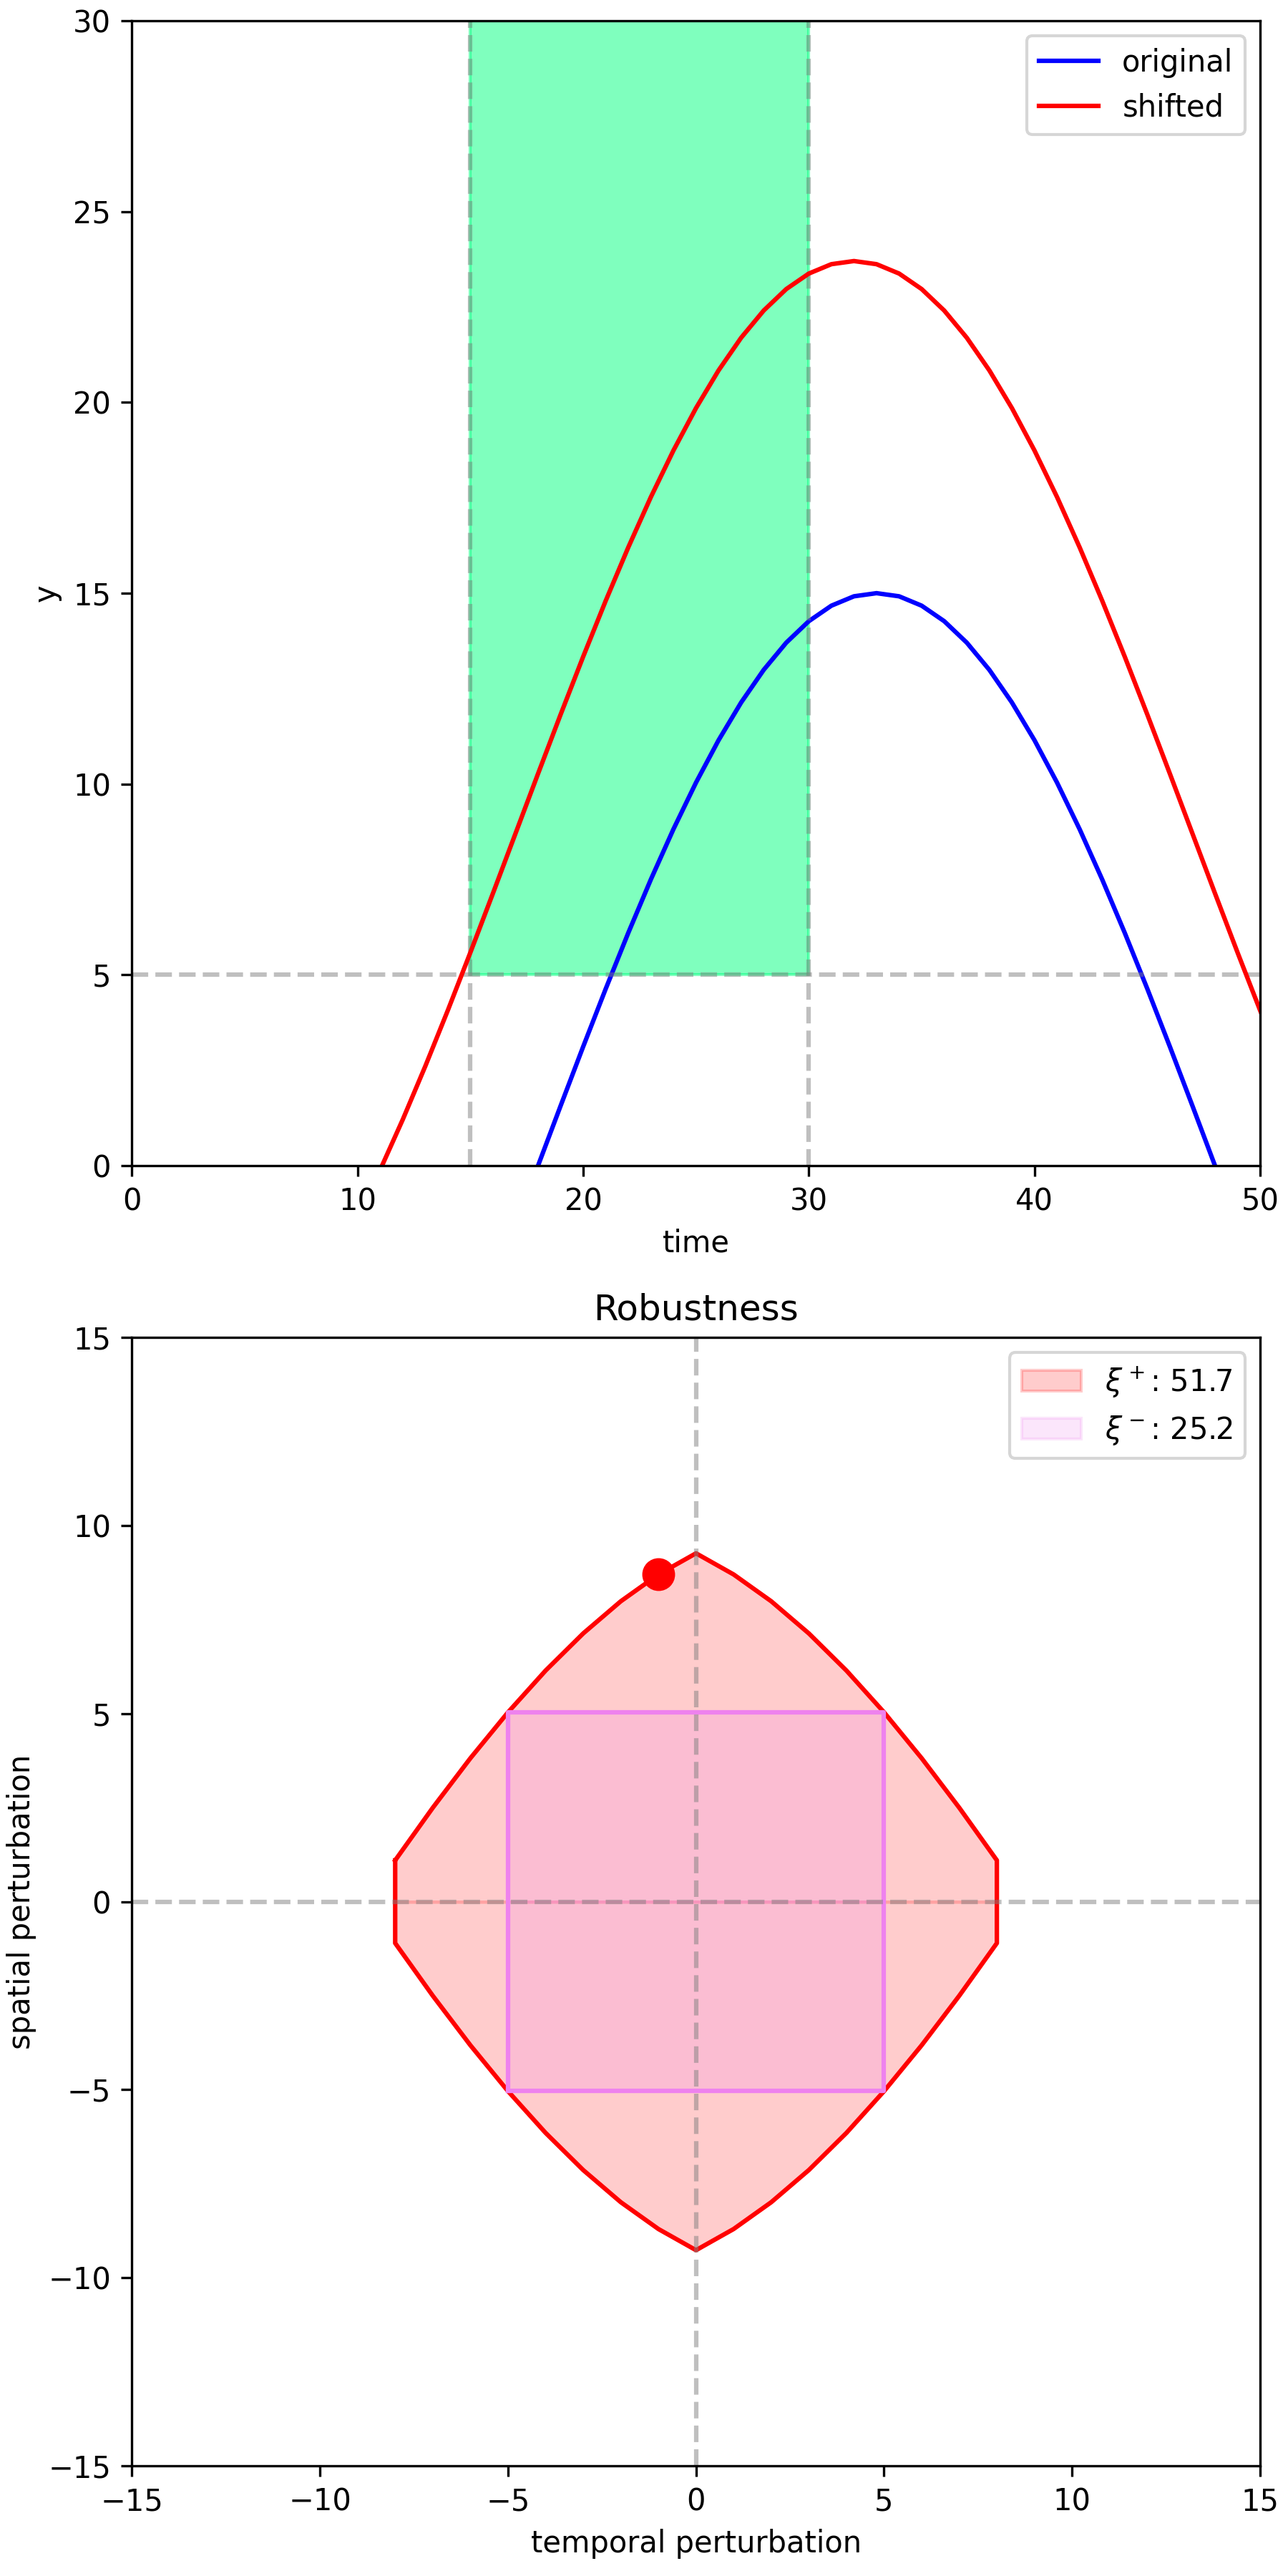 30
25
20
15
10
5
0
y
original
shifted
0 10 20 30 40 50
time
Robustness
15
10
5
0
−5
−10
−15
spatial perturbation
ξ⁺: 51.7
ξ⁻: 25.2
−15 −10 −5 0 5 10 15
temporal perturbation